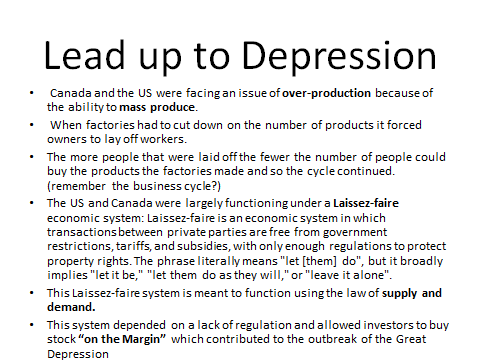 Lead up to Depression
• Canada and the US were facing an issue of over-production because of
the ability to mass produce.
• When factories had to cut down on the number of products it forced
owners to lay off workers.
• The more people that were laid off the fewer the number of people could
buy the products the factories made and so the cycle continued.
(remember the business cycle?)
• The US and Canada were largely functioning under a Laissez-faire
economic system: Laissez-faire is an economic system in which
transactions between private parties are free from government
restrictions, tariffs, and subsidies, with only enough regulations to protect
property rights. The phrase literally means "let [them] do", but it broadly
implies "let it be," "let them do as they will," or "leave it alone".
• This Laissez-faire system is meant to function using the law of supply and
demand.
• This system depended on a lack of regulation and allowed investors to buy
stock “on the Margin” which contributed to the outbreak of the Great
Depression